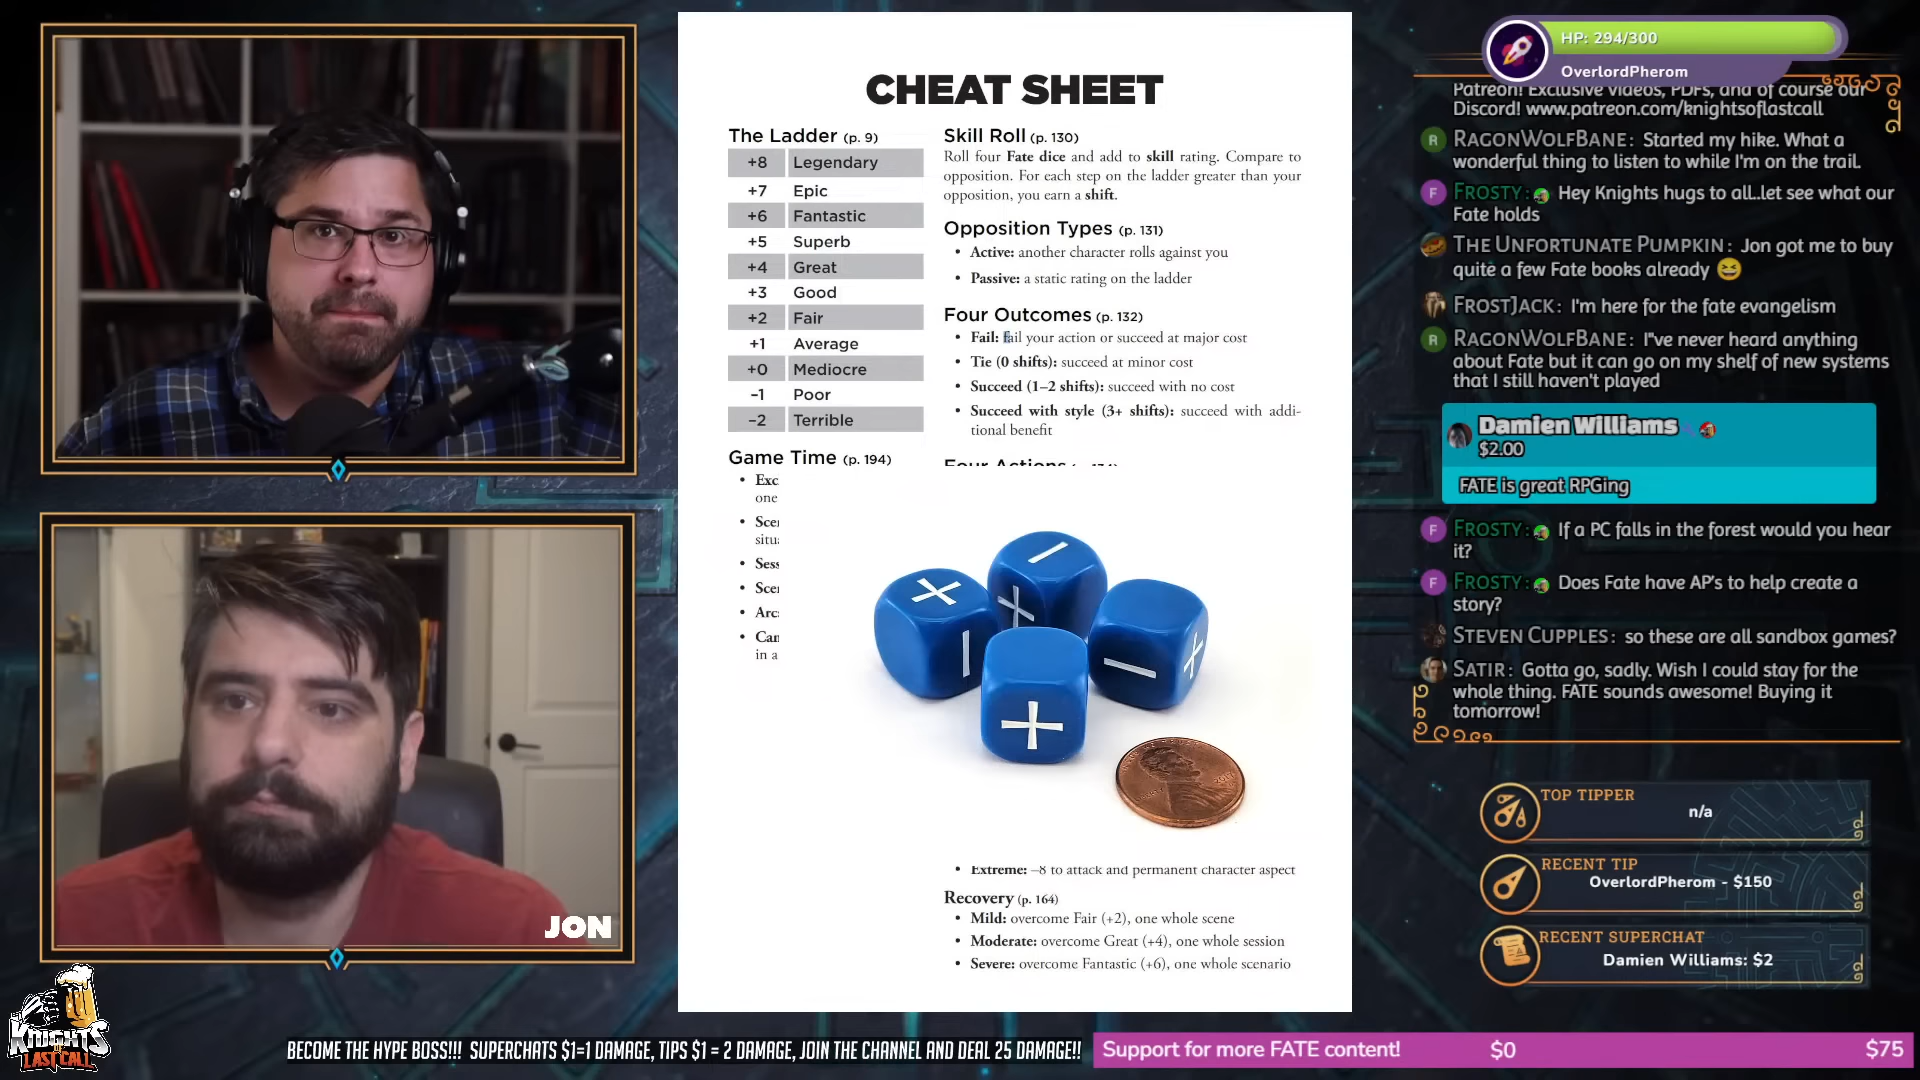 CHEAT SHEET
The Ladder (p. 9)
+8 Legendary
+7 Epic
+6 Fantastic
+5 Superb
+4 Great
+3 Good
+2 Fair
+1 Average
+0 Mediocre
–1 Poor
–2 Terrible
Game Time (p. 194)
• Exc
one
• Sce
situ
• Sess
• Sce
• Arc
• Cam
in a
Skill Roll (p. 130)
Roll four Fate dice and add to skill rating. Compare to
opposition. For each step on the ladder greater than your
opposition, you earn a shift.
Opposition Types (p. 131)
• Active: another character rolls against you
• Passive: a static rating on the ladder
Four Outcomes (p. 132)
• Fail: fail your action or succeed at major cost
• Tie (0 shifts): succeed at minor cost
• Succeed (1–2 shifts): succeed with no cost
• Succeed with style (3+ shifts): succeed with addi-
tional benefit
Four Actions
• Extreme: –8 to attack and permanent character aspect
Recovery (p. 164)
• Mild: overcome Fair (+2), one whole scene
• Moderate: overcome Great (+4), one whole session
• Severe: overcome Fantastic (+6), one whole scenario
JON
HP: 294/300
OverlordPherom
Patreon! Exclusive videos, PDFs, and of course our
Discord! www.patreon.com/knightsoflastcall
R RAGONWOLFBANE: Started my hike. What a
wonderful thing to listen to while I'm on the trail.
F FROSTY: Hey Knights hugs to all..let see what our
Fate holds
THE UNFORTUNATE PUMPKIN: Jon got me to buy
quite a few Fate books already 😆
FROSTJACK: I'm here for the fate evangelism
R RAGONWOLFBANE: I"ve never heard anything
about Fate but it can go on my shelf of new systems
that I still haven't played
Damien Williams
$2.00
FATE is great RPGing
F FROSTY: If a PC falls in the forest would you hear
it?
F FROSTY: Does Fate have AP's to help create a
story?
STEVEN CUPPLES: so these are all sandbox games?
SATIR: Gotta go, sadly. Wish I could stay for the
whole thing. FATE sounds awesome! Buying it
tomorrow!
TOP TIPPER
n/a
RECENT TIP
OverlordPherom - $150
RECENT SUPERCHAT
Damien Williams: $2
KNIGHTS
OF
LAST CALL
BECOME THE HYPE BOSS!!! SUPERCHATS $1=1 DAMAGE, TIPS $1 = 2 DAMAGE, JOIN THE CHANNEL AND DEAL 25 DAMAGE!!
Support for more FATE content! $0 $75